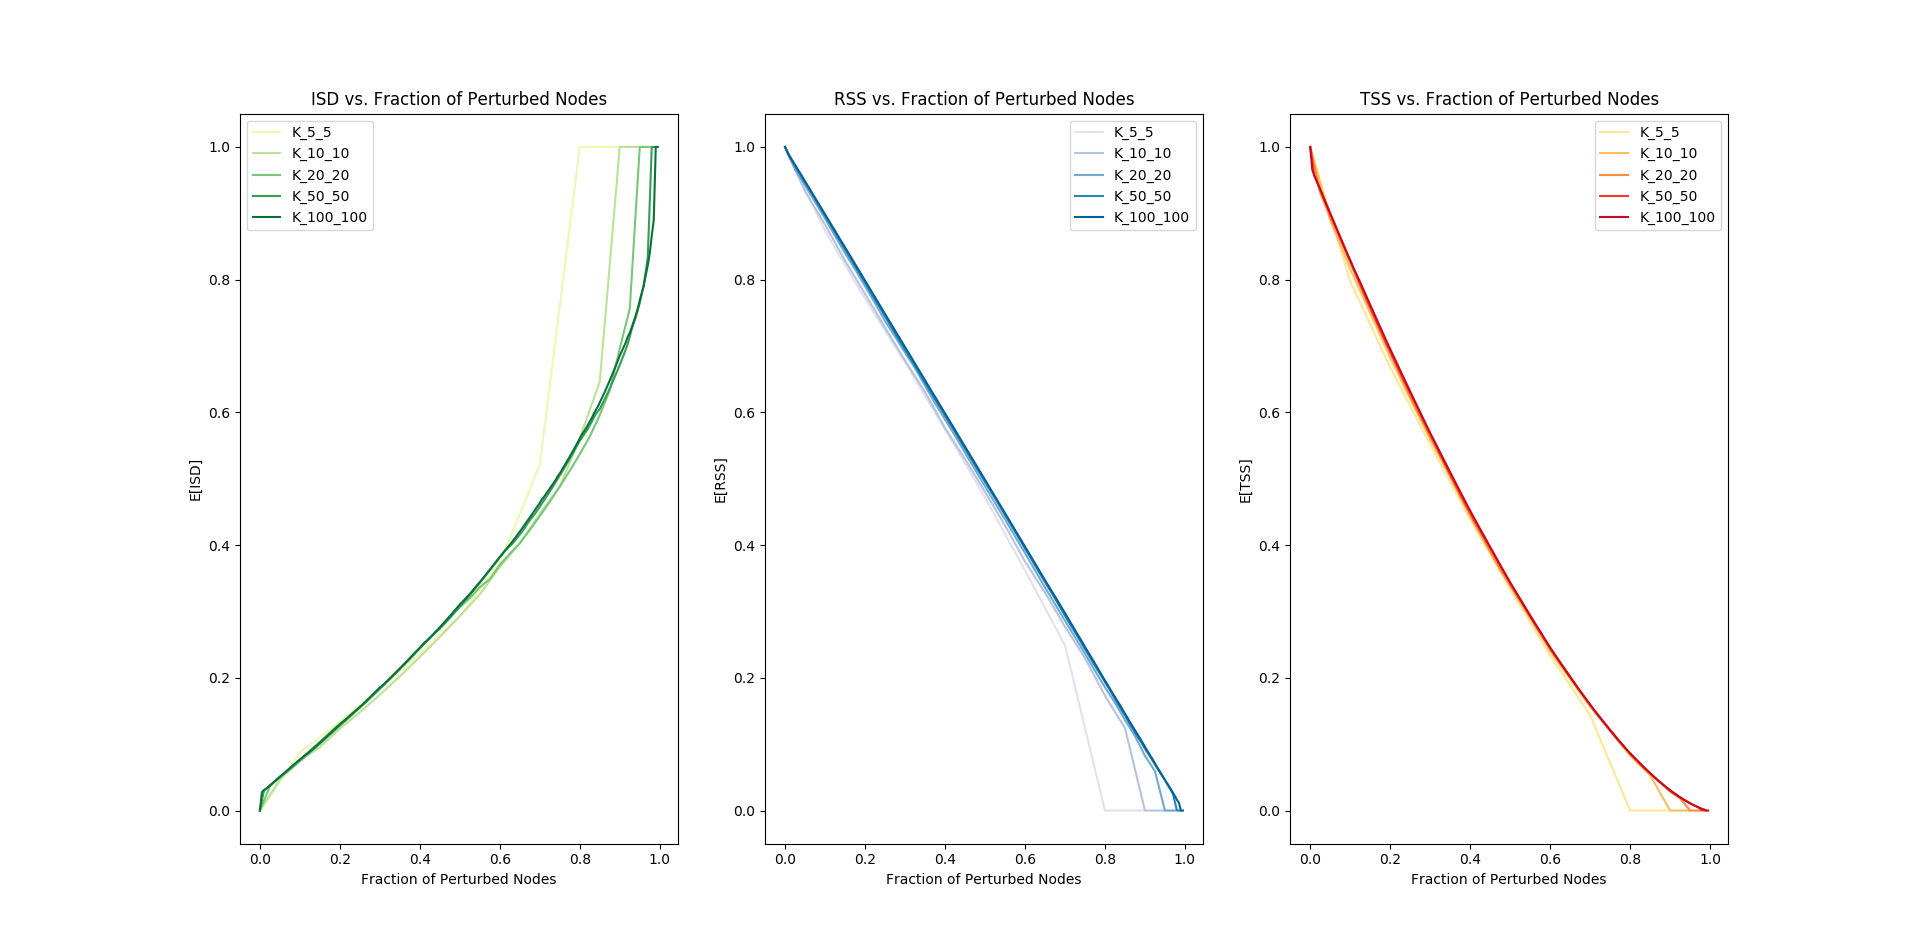 ISD vs. Fraction of Perturbed Nodes
K_5_5
K_10_10
K_20_20
K_50_50
K_100_100
1.0
0.8
0.6
0.4
0.2
0.0
E[ISD]
0.0 0.2 0.4 0.6 0.8 1.0
Fraction of Perturbed Nodes
RSS vs. Fraction of Perturbed Nodes
K_5_5
K_10_10
K_20_20
K_50_50
K_100_100
1.0
0.8
0.6
0.4
0.2
0.0
E[RSS]
0.0 0.2 0.4 0.6 0.8 1.0
Fraction of Perturbed Nodes
TSS vs. Fraction of Perturbed Nodes
K_5_5
K_10_10
K_20_20
K_50_50
K_100_100
1.0
0.8
0.6
0.4
0.2
0.0
E[TSS]
0.0 0.2 0.4 0.6 0.8 1.0
Fraction of Perturbed Nodes